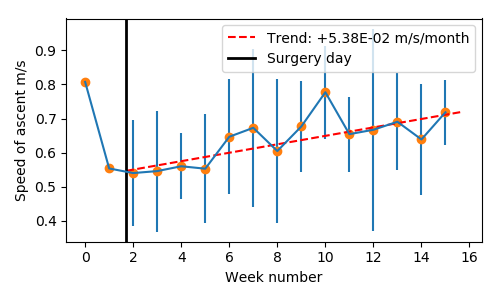 Trend: +5.38E-02 m/s/month
Surgery day
Speed of ascent m/s
0.9
0.8
0.7
0.6
0.5
0.4
0 2 4 6 8 10 12 14 16
Week number